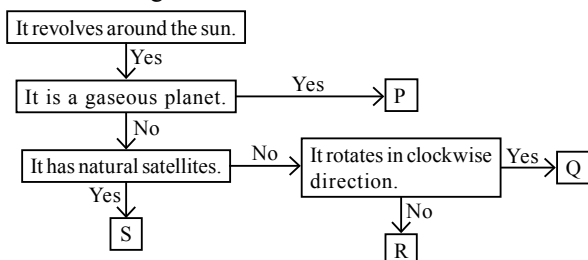 It revolves around the sun.
Yes
It is a gaseous planet.
Yes
P
No
It has natural satellites.
No
It rotates in clockwise
direction.
Yes
Q
Yes
S
No
R